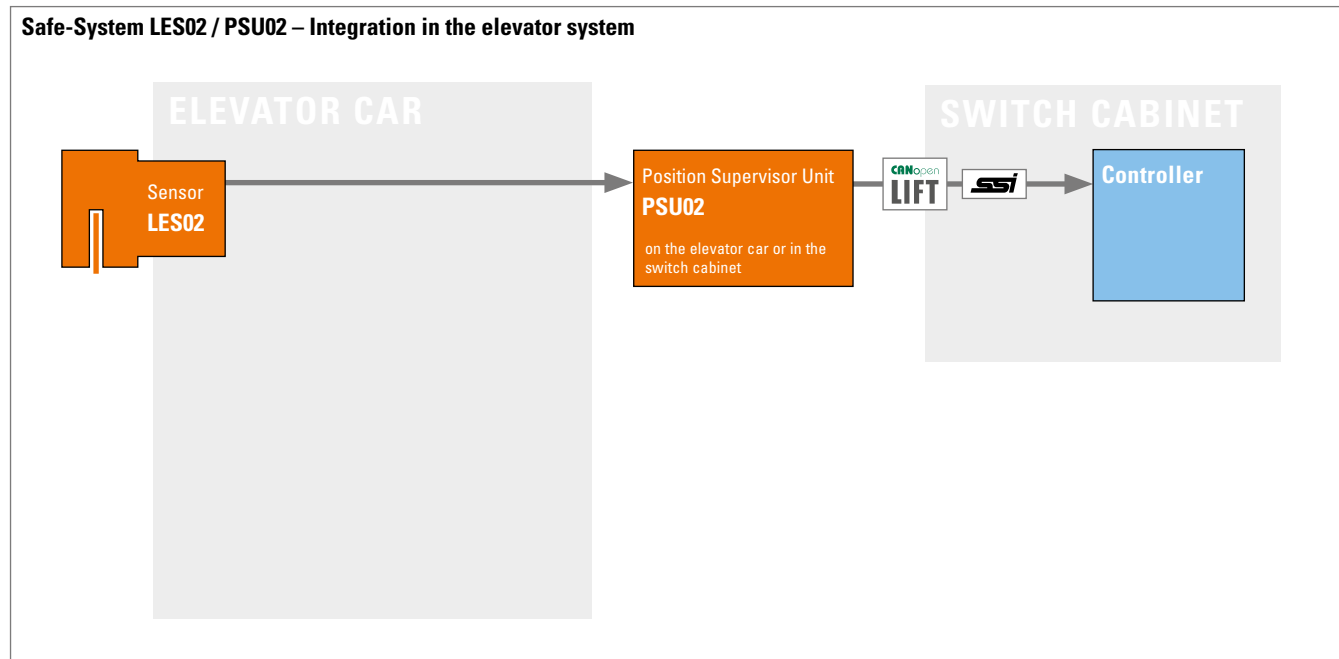 Safe-System LES02 / PSU02 – Integration in the elevator system
ELEVATOR CAR
SWITCH CABINET
Sensor
LES02
Position Supervisor Unit
PSU02
on the elevator car or in the
switch cabinet
CANopen
LIFT
SSI
Controller